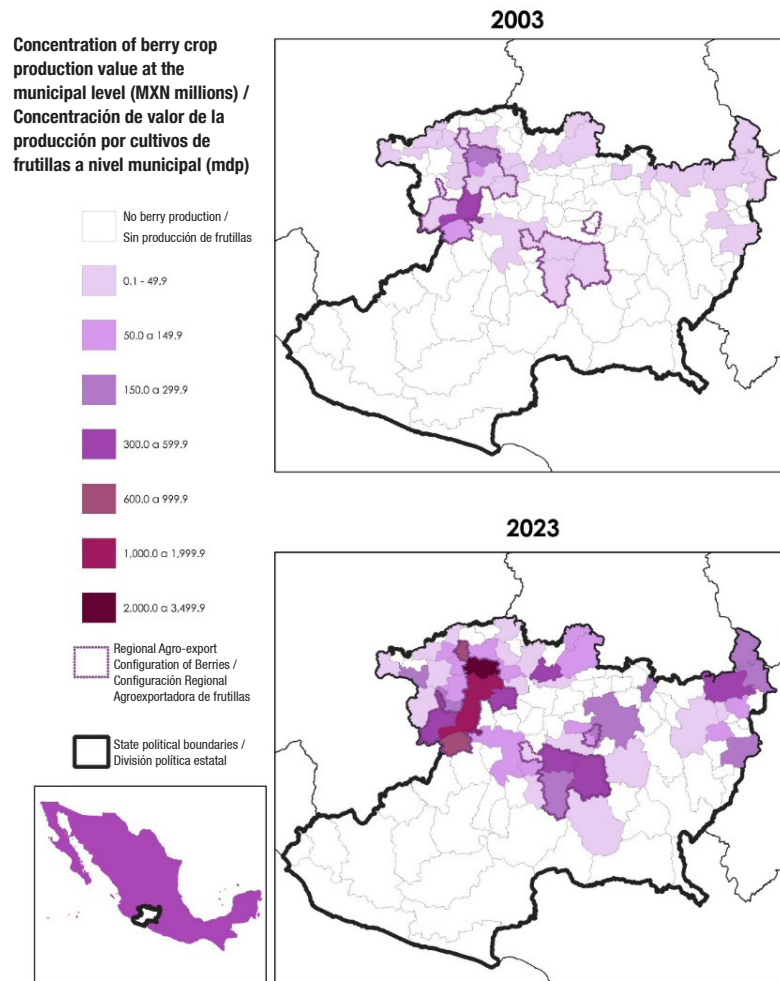 2003
Concentration of berry crop
production value at the
municipal level (MXN millions) /
Concentración de valor de la
producción por cultivos de
frutillas a nivel municipal (mdp)
No berry production /
Sin producción de frutillas
0.1 - 49.9
50.0 a 149.9
150.0 a 299.9
300.0 a 599.9
600.0 a 999.9
1,000.0 a 1,999.9
2,000.0 a 3,499.9
Regional Agro-export
Configuration of Berries /
Configuración Regional
Agroexportadora de frutillas
State political boundaries /
División política estatal
2023